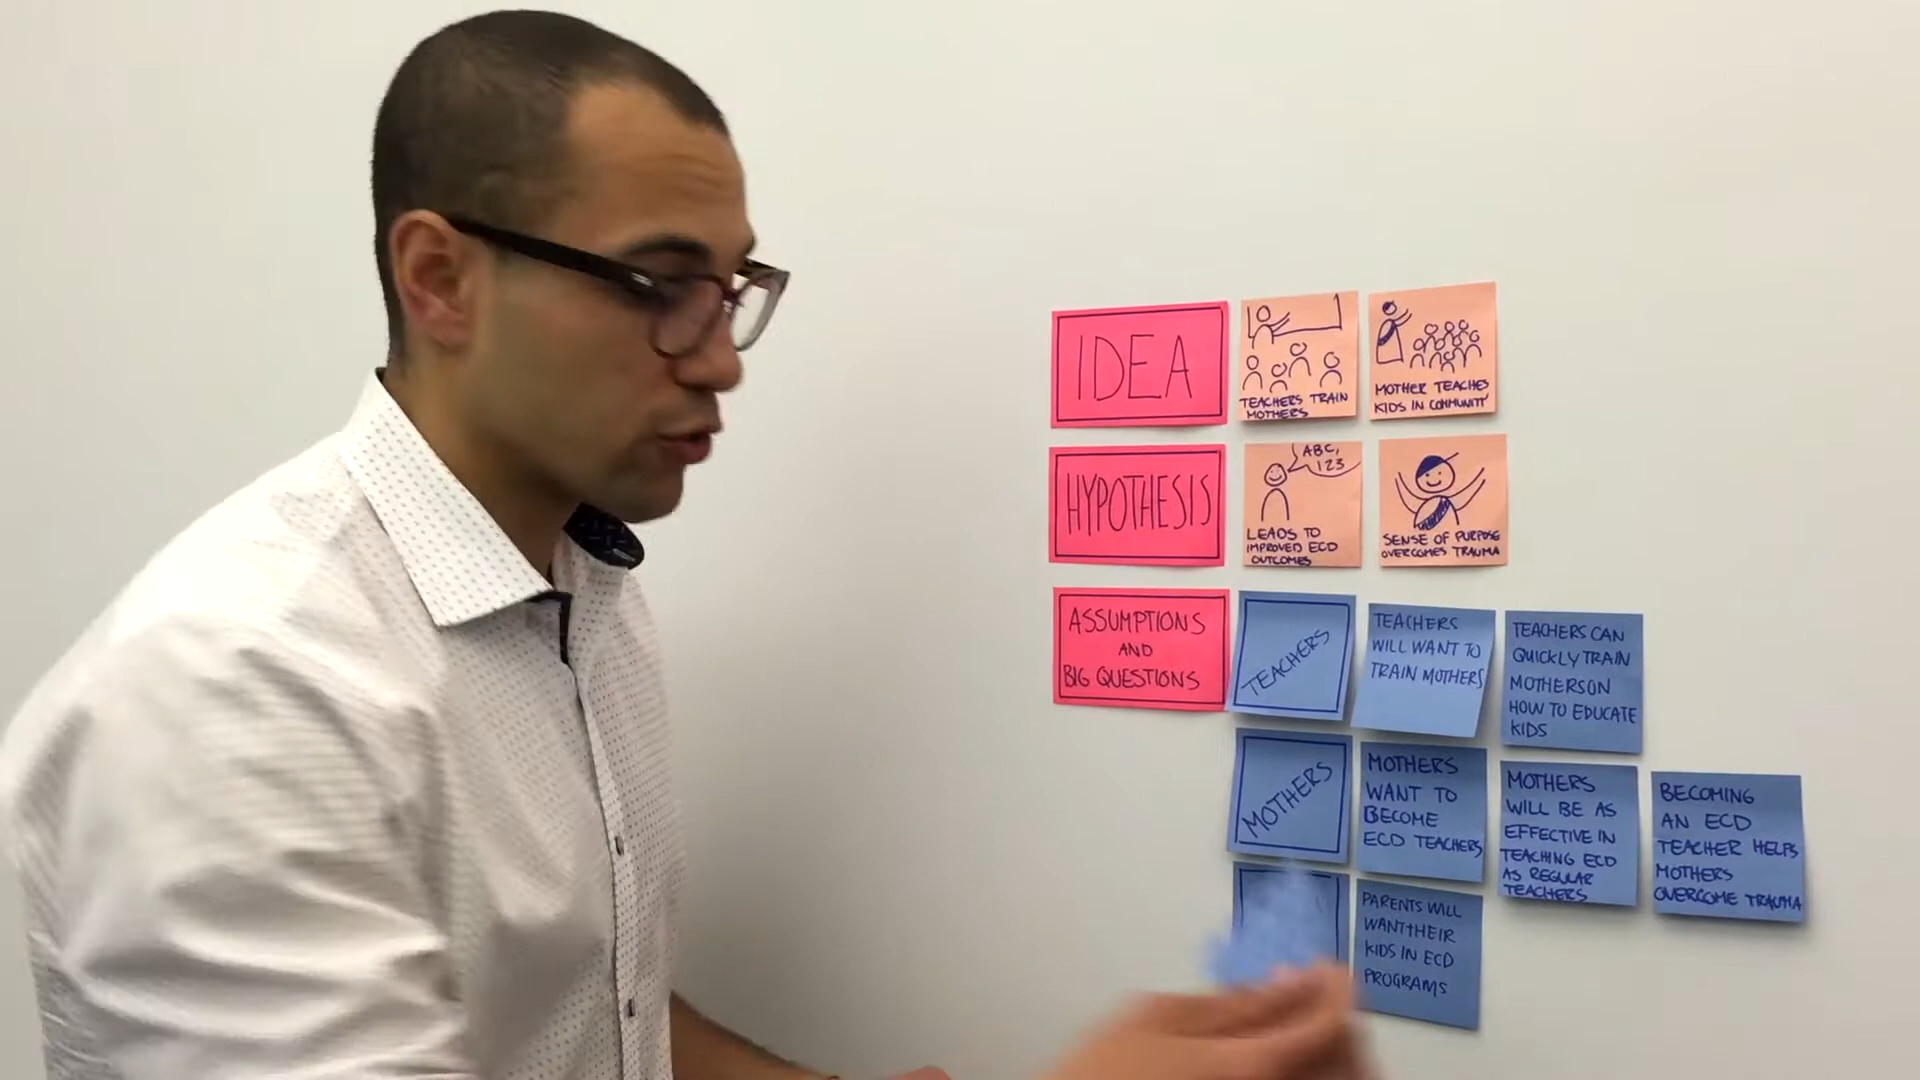 IDEA
TEACHERS TRAIN
MOTHERS
MOTHER TEACHES
KIDS IN COMMUNITY
HYPOTHESIS
ABC,
123
LEADS TO
IMPROVED ECD
OUTCOMES
SENSE OF PURPOSE
OVERCOMES TRAUMA
ASSUMPTIONS
AND
BIG QUESTIONS
TEACHERS
TEACHERS
WILL WANT TO
TRAIN MOTHERS
TEACHERS CAN
QUICKLY TRAIN
MOTHERS ON
HOW TO EDUCATE
KIDS
MOTHERS
MOTHERS
WANT TO
BECOME
ECD TEACHERS
MOTHERS
WILL BE AS
EFFECTIVE IN
TEACHING ECD
AS REGULAR
TEACHERS
BECOMING
AN ECD
TEACHER HELPS
MOTHERS
OVERCOME TRAUMA
PARENTS WILL
WANT THEIR
KIDS IN ECD
PROGRAMS